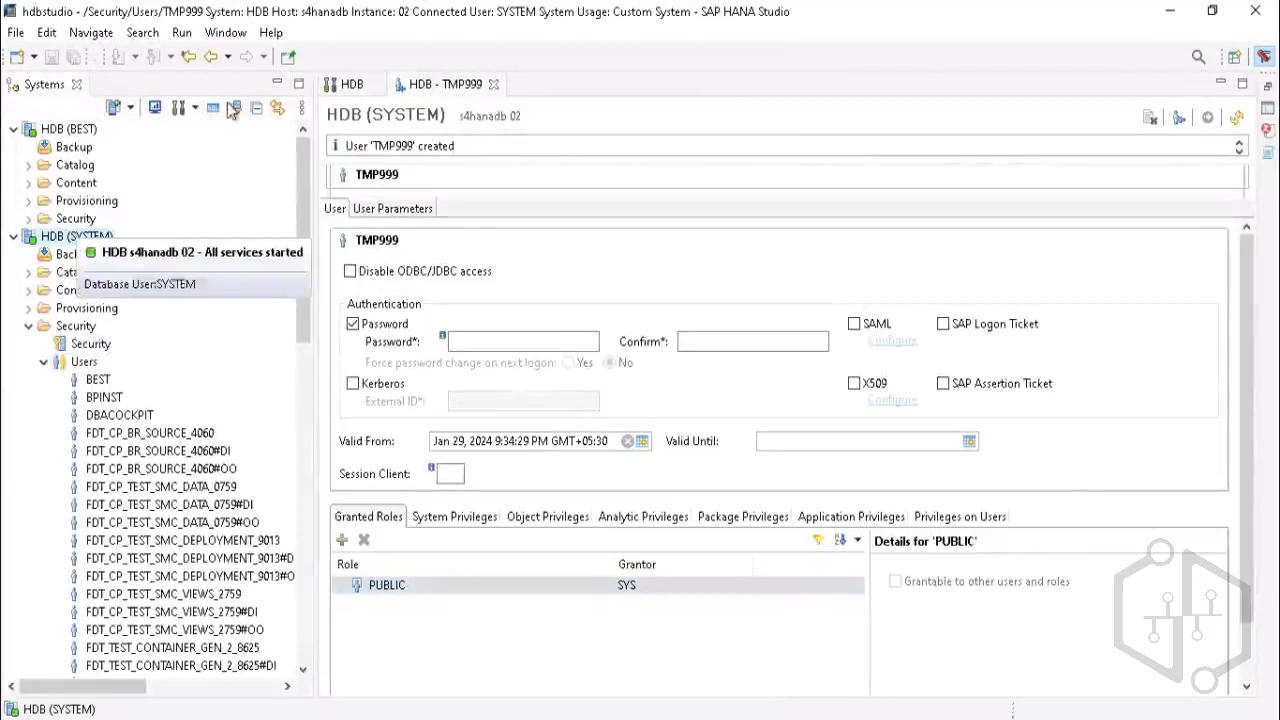 hdbstudio - /Security/Users/TMP999 System: HDB Host: s4hanadb Instance: 02 Connected User: SYSTEM System Usage: Custom System - SAP HANA Studio
File Edit Navigate Search Run Window Help
Systems
HDB (BEST)
Backup
Catalog
Content
Provisioning
Security
HDB (SYSTEM)
HDB s4hanadb 02 - All services started
Database User:SYSTEM
Provisioning
Security
Security
Users
BEST
BPINST
DBACOCKPIT
FDT_CP_BR_SOURCE_4060
FDT_CP_BR_SOURCE_4060#DI
FDT_CP_BR_SOURCE_4060#OO
FDT_CP_TEST_SMC_DATA_0759
FDT_CP_TEST_SMC_DATA_0759#DI
FDT_CP_TEST_SMC_DATA_0759#OO
FDT_CP_TEST_SMC_DEPLOYMENT_9013
FDT_CP_TEST_SMC_DEPLOYMENT_9013#D
FDT_CP_TEST_SMC_DEPLOYMENT_9013#O
FDT_CP_TEST_SMC_VIEWS_2759
FDT_CP_TEST_SMC_VIEWS_2759#DI
FDT_CP_TEST_SMC_VIEWS_2759#OO
FDT_TEST_CONTAINER_GEN_2_8625
FDT_TEST_CONTAINER_GEN_2_8625#DI
HDB (SYSTEM)
HDB HDB - TMP999
HDB (SYSTEM) s4hanadb 02
User 'TMP999' created
TMP999
User User Parameters
TMP999
Disable ODBC/JDBC access
Authentication
Password SAML SAP Logon Ticket
Password*: Confirm*: Configure
Force password change on next logon: Yes No
Kerberos X509 SAP Assertion Ticket
External ID*: Configure
Valid From: Jan 29, 2024 9:34:29 PM GMT+05:30 Valid Until:
Session Client:
Granted Roles System Privileges Object Privileges Analytic Privileges Package Privileges Application Privileges Privileges on Users
Role Grantor
PUBLIC SYS
Details for 'PUBLIC'
Grantable to other users and roles